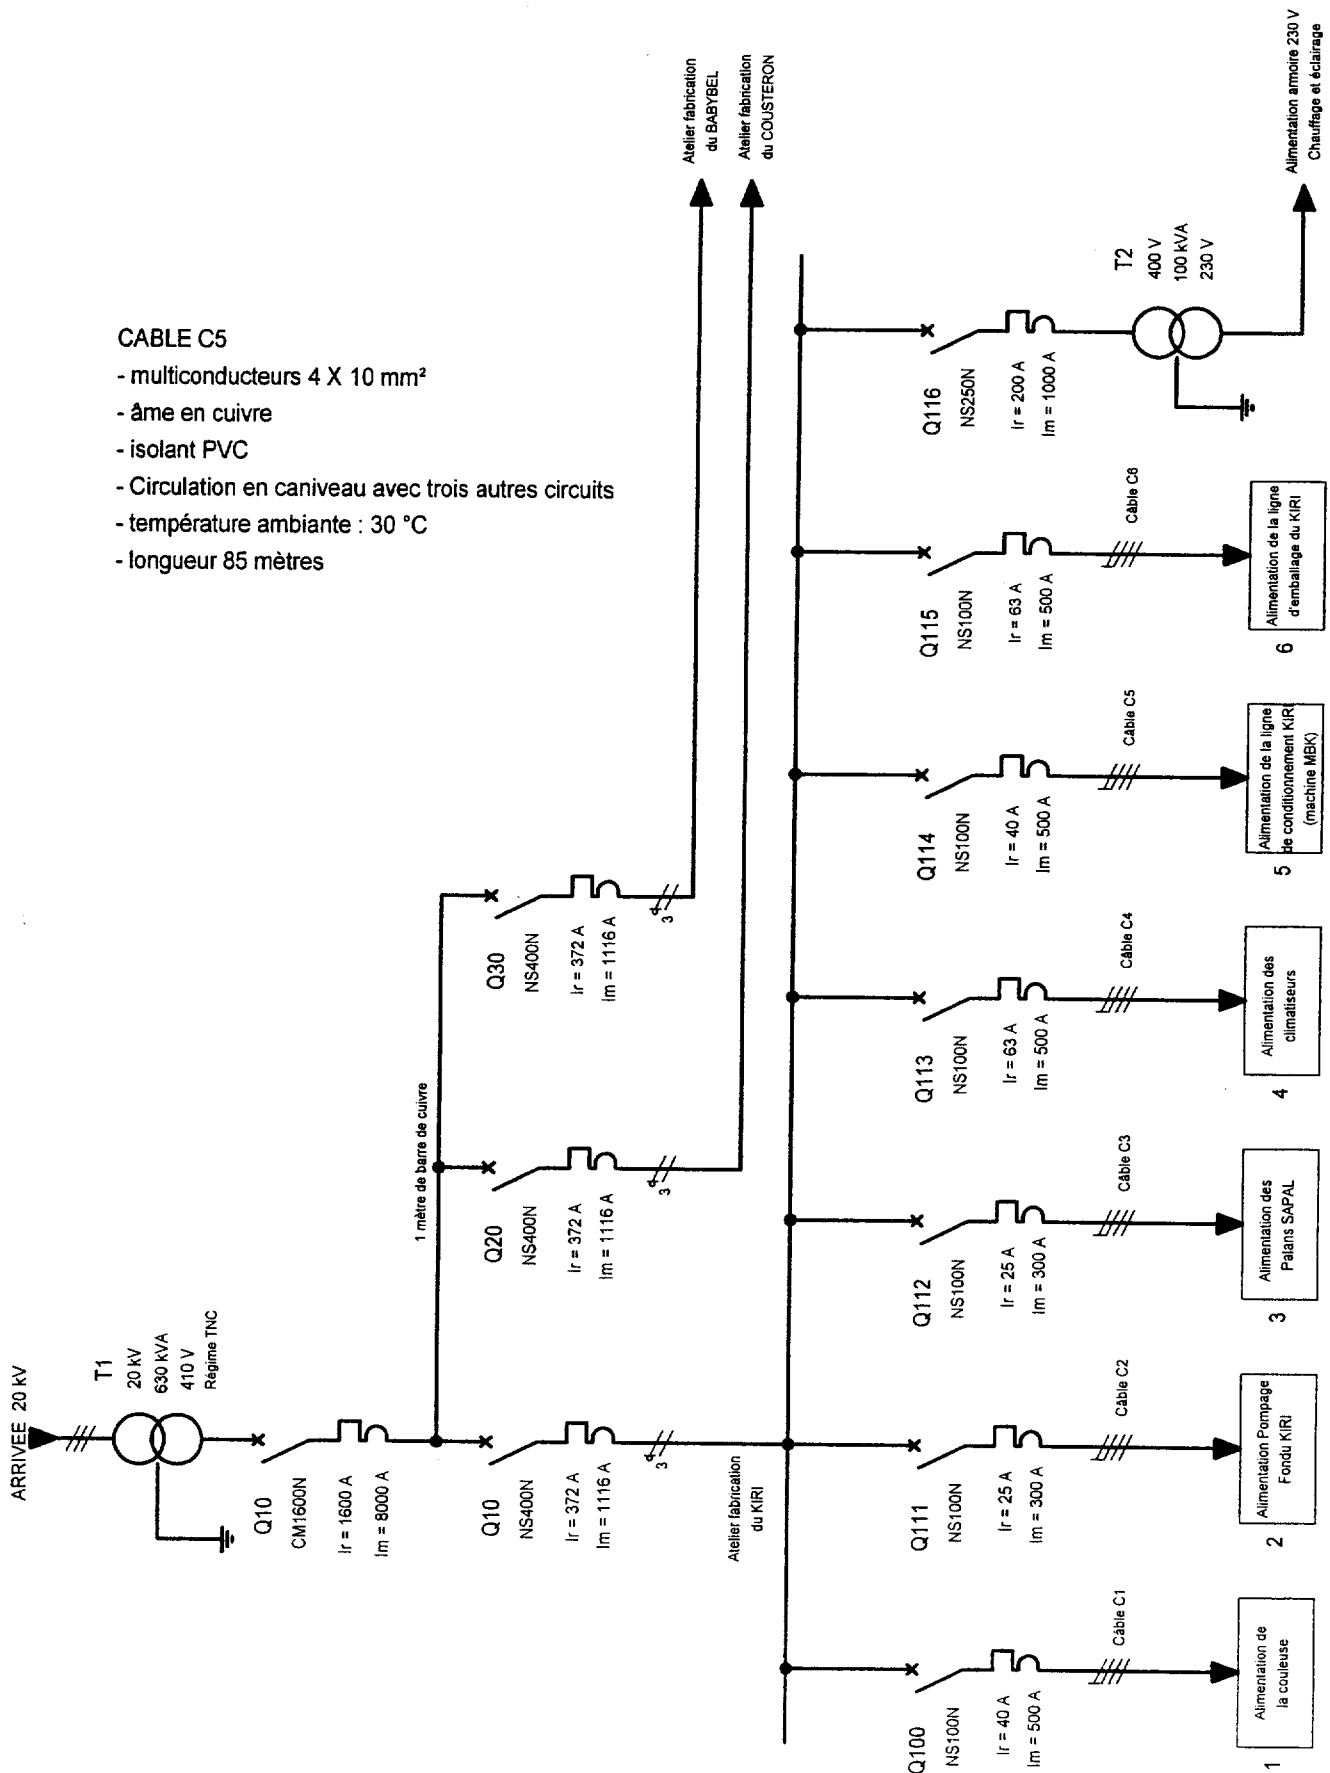 CABLE C5
- multiconducteurs 4 X 10 mm²
- âme en cuivre
- isolant PVC
- Circulation en caniveau avec trois autres circuits
- température ambiante : 30 °C
- longueur 85 mètres
ARRIVEE 20 kV
T1
20 kV
630 kVA
410 V
Régime TNC
Q10
CM1600N
Ir = 1600 A
Im = 8000 A
1 mètre de barre de cuivre
Q10
NS400N
Ir = 372 A
Im = 1116 A
3
Q20
NS400N
Ir = 372 A
Im = 1116 A
3
Q30
NS400N
Ir = 372 A
Im = 1116 A
3
Atelier fabrication
du BABYBEL
Atelier fabrication
du COUSTERON
Atelier fabrication
du KIRI
Q100
NS100N
Ir = 40 A
Im = 500 A
Câble C1
Alimentation de
la couleuse
1
Q111
NS100N
Ir = 25 A
Im = 300 A
Câble C2
Alimentation Pompage
Fondu KIRI
2
Q112
NS100N
Ir = 25 A
Im = 300 A
Câble C3
Alimentation des
Palans SAPAL
3
Q113
NS100N
Ir = 63 A
Im = 500 A
Câble C4
Alimentation des
climatiseurs
4
Q114
NS100N
Ir = 40 A
Im = 500 A
Câble C5
Alimentation de la ligne
de conditionnement KIRI
(machine MBK)
5
Q115
NS100N
Ir = 63 A
Im = 500 A
Câble C6
Alimentation de la ligne
d'emballage du KIRI
6
Q116
NS250N
Ir = 200 A
Im = 1000 A
T2
400 V
100 kVA
230 V
Alimentation armoire 230 V
Chauffage et éclairage